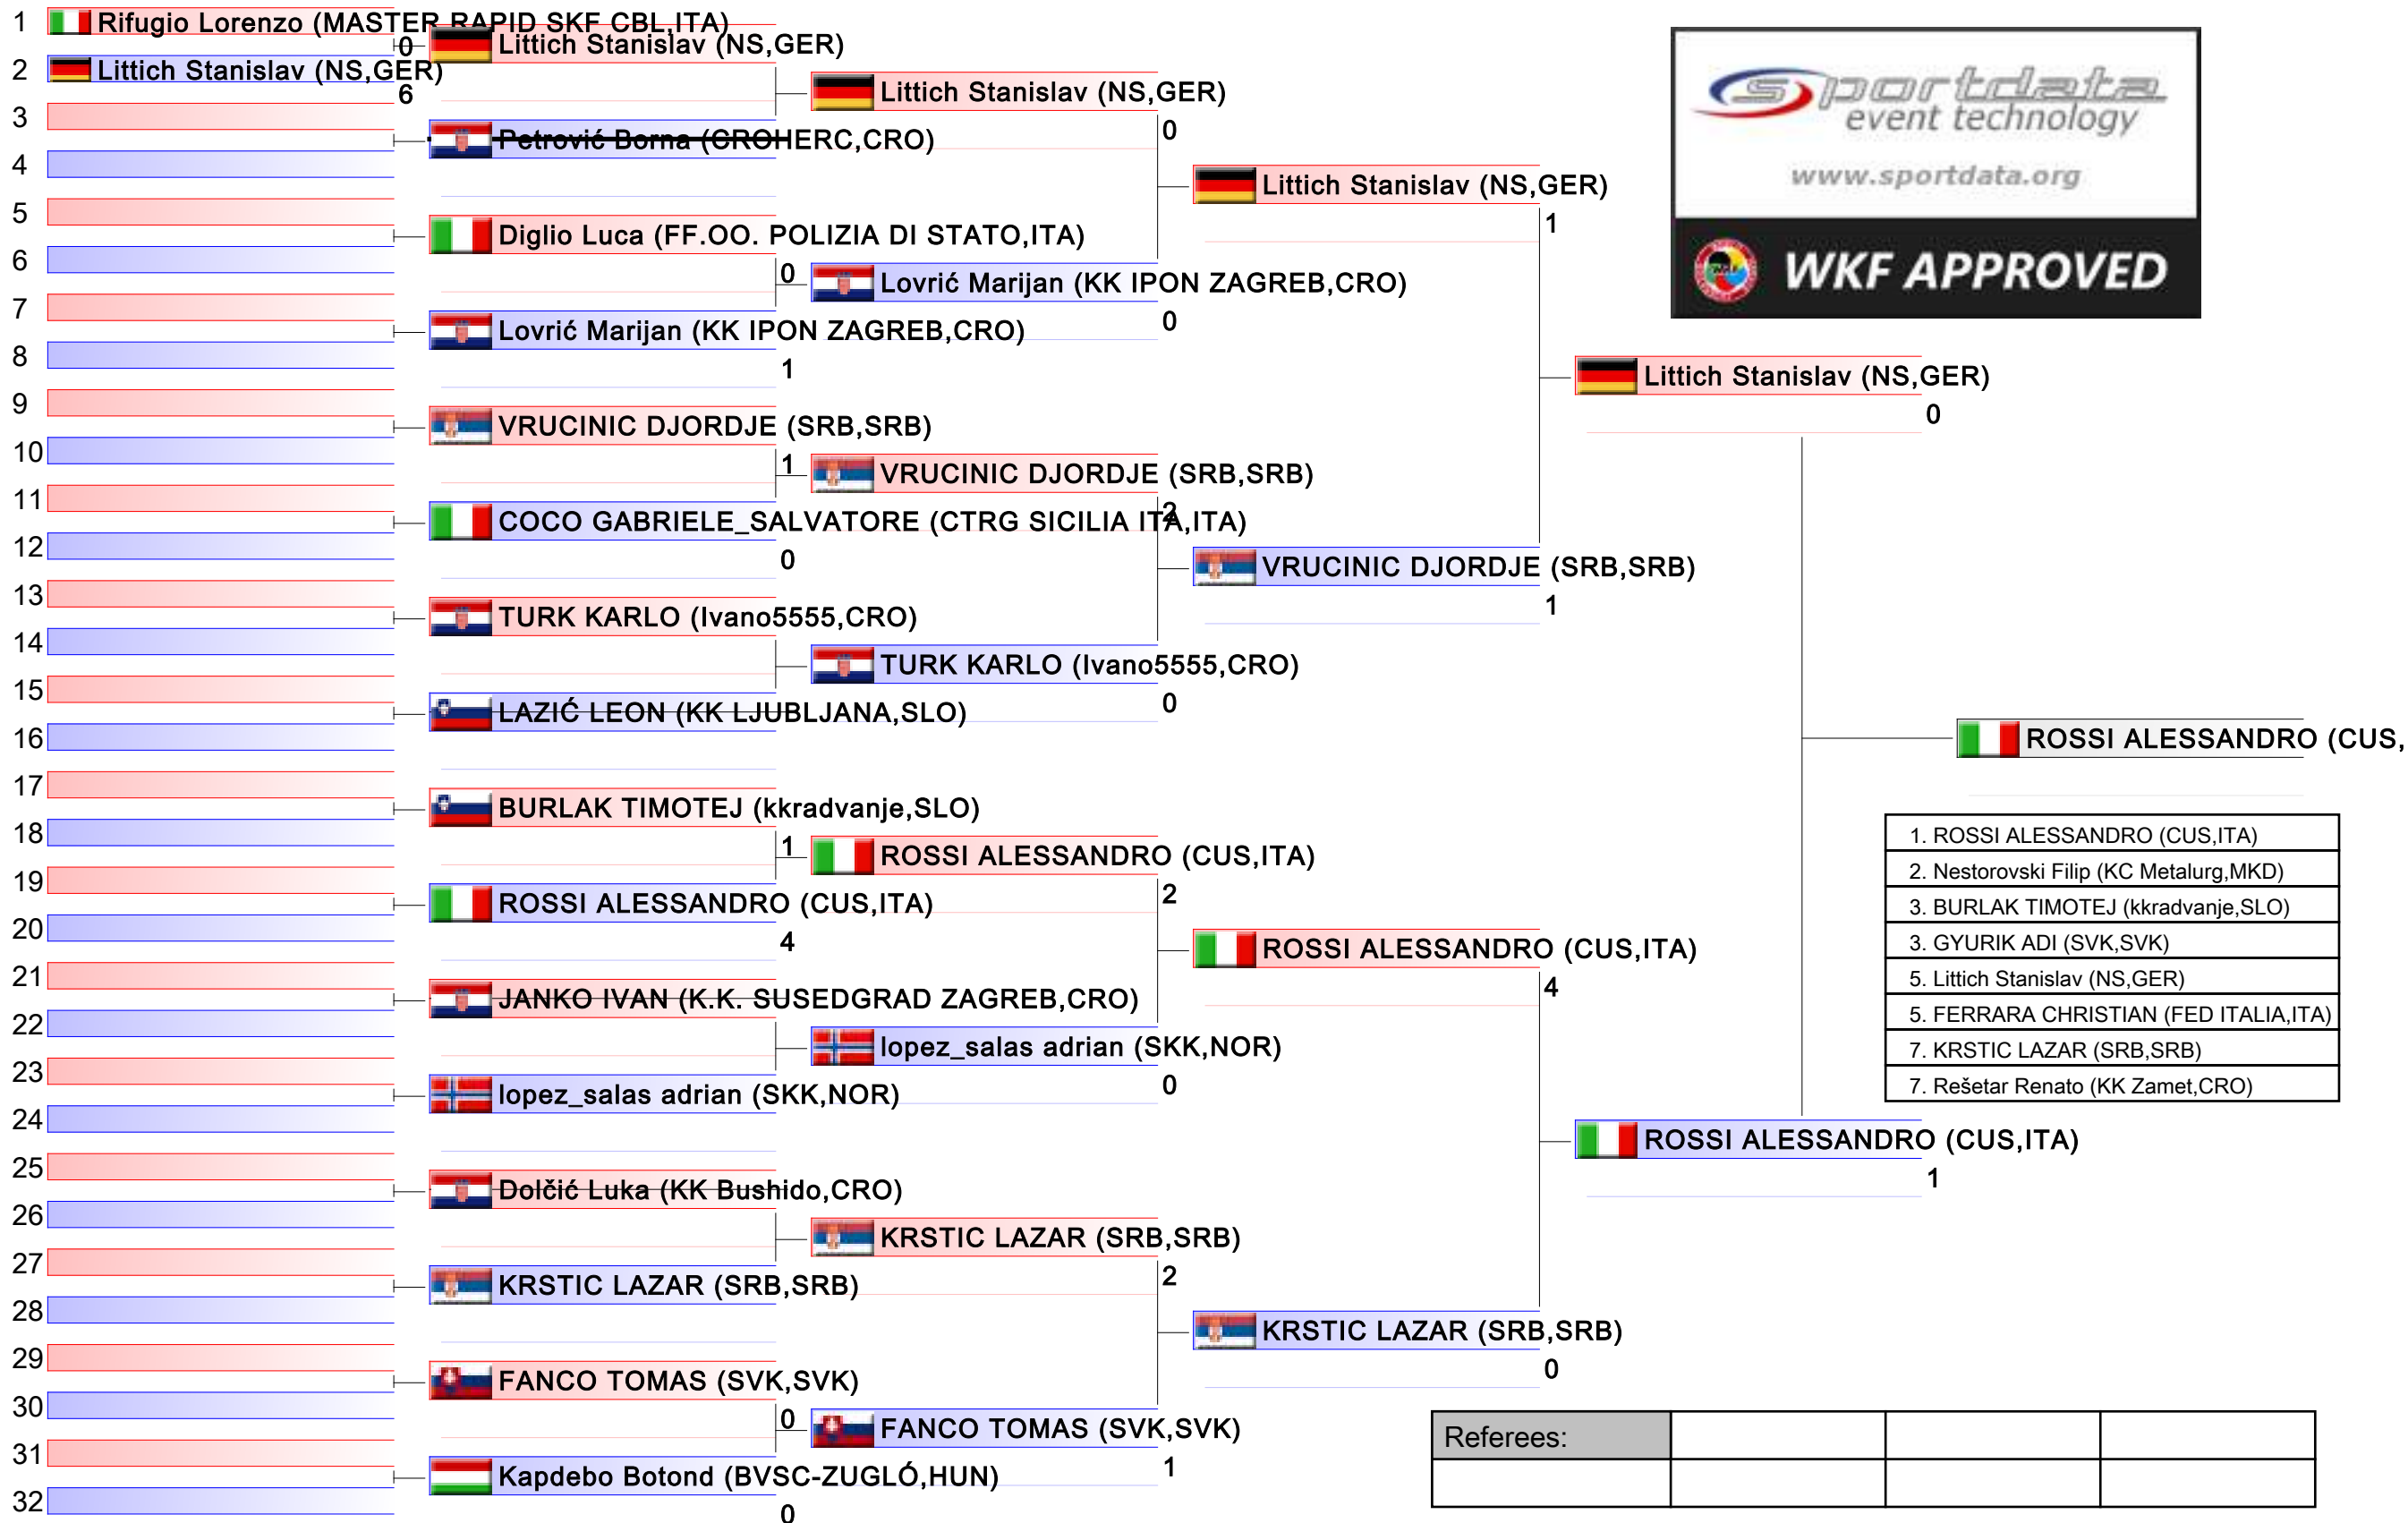 1 Rifugio Lorenzo (MASTER RAPID SKF CBL,ITA)
0
Littich Stanislav (NS,GER)
2 Littich Stanislav (NS,GER)
6
Littich Stanislav (NS,GER)
0
3
Petrović Borna (CROHERC,CRO)
4
Littich Stanislav (NS,GER)
1
5
Diglio Luca (FF.OO. POLIZIA DI STATO,ITA)
0
6
Lovrić Marijan (KK IPON ZAGREB,CRO)
0
7
Lovrić Marijan (KK IPON ZAGREB,CRO)
1
8
Littich Stanislav (NS,GER)
0
9
VRUCINIC DJORDJE (SRB,SRB)
1
10
VRUCINIC DJORDJE (SRB,SRB)
2
11
COCO GABRIELE_SALVATORE (CTRG SICILIA ITA,ITA)
0
12
VRUCINIC DJORDJE (SRB,SRB)
1
13
TURK KARLO (Ivano5555,CRO)
14
TURK KARLO (Ivano5555,CRO)
0
15
LAZIĆ LEON (KK LJUBLJANA,SLO)
16
ROSSI ALESSANDRO (CUS,
17
BURLAK TIMOTEJ (kkradvanje,SLO)
1
18
ROSSI ALESSANDRO (CUS,ITA)
2
19
ROSSI ALESSANDRO (CUS,ITA)
4
20
ROSSI ALESSANDRO (CUS,ITA)
4
21
JANKO IVAN (K.K. SUSEDGRAD ZAGREB,CRO)
22
lopez_salas adrian (SKK,NOR)
0
23
lopez_salas adrian (SKK,NOR)
24
ROSSI ALESSANDRO (CUS,ITA)
1
25
Dolčić Luka (KK Bushido,CRO)
26
KRSTIC LAZAR (SRB,SRB)
2
27
KRSTIC LAZAR (SRB,SRB)
28
KRSTIC LAZAR (SRB,SRB)
0
29
FANCO TOMAS (SVK,SVK)
0
30
FANCO TOMAS (SVK,SVK)
1
31
Kapdebo Botond (BVSC-ZUGLÓ,HUN)
0
32
sportdata
event technology
www.sportdata.org
WKF APPROVED
1. ROSSI ALESSANDRO (CUS,ITA)
2. Nestorovski Filip (KC Metalurg,MKD)
3. BURLAK TIMOTEJ (kkradvanje,SLO)
3. GYURIK ADI (SVK,SVK)
5. Littich Stanislav (NS,GER)
5. FERRARA CHRISTIAN (FED ITALIA,ITA)
7. KRSTIC LAZAR (SRB,SRB)
7. Rešetar Renato (KK Zamet,CRO)
Referees: